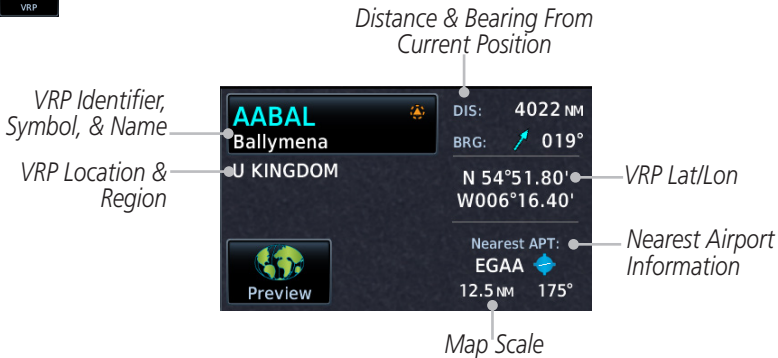 VRP
Distance & Bearing From
Current Position
VRP Identifier,
Symbol, & Name
VRP Location &
Region
AABAL
Ballymena
U KINGDOM
Preview
DIS: 4022 NM
BRG: 019°
N 54°51.80'
W006°16.40'
Nearest APT:
EGAA
12.5 NM 175°
VRP Lat/Lon
Nearest Airport
Information
Map Scale